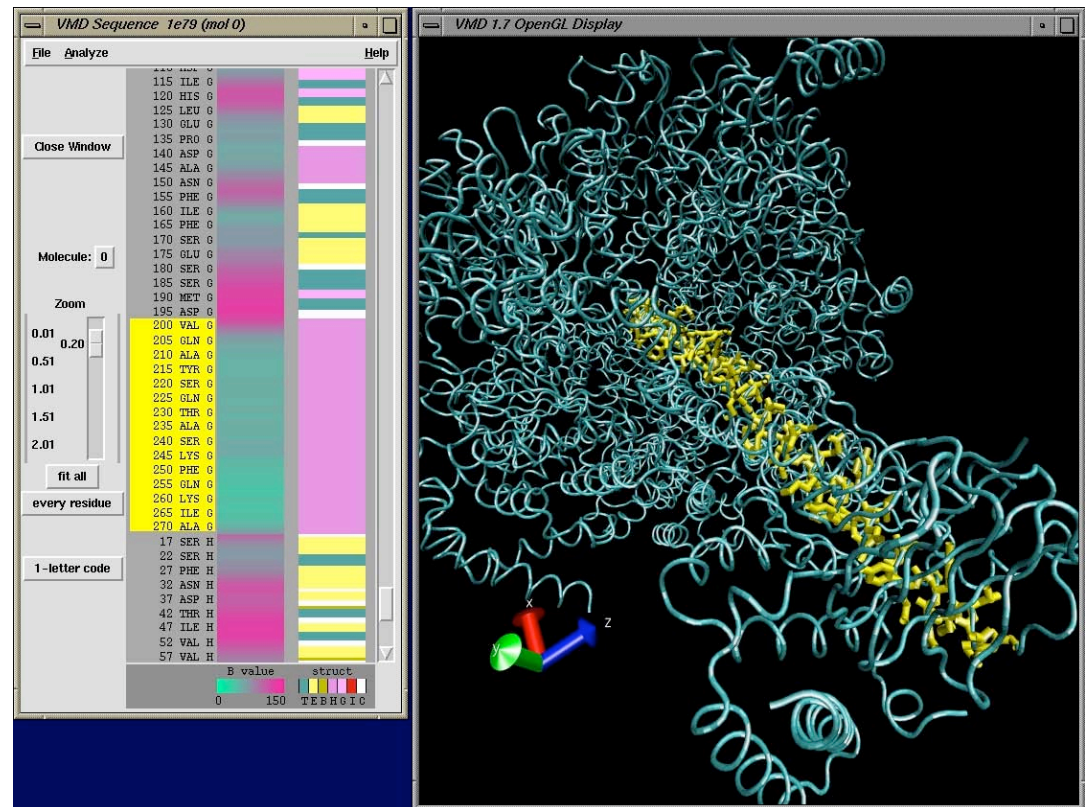 VMD Sequence 1e79 (mol 0)
File Analyze Help
115 ILE G
120 HIS G
125 LEU G
130 GLU G
135 PRO G
140 ASP G
145 ALA G
150 ASN G
155 PHE G
160 ILE G
165 PHE G
170 SER G
175 GLU G
180 SER G
185 SER G
190 MET G
195 ASP G
200 VAL G
205 GLN G
210 ALA G
215 TYR G
220 SER G
225 GLN G
230 THR G
235 ALA G
240 SER G
245 LYS G
250 PHE G
255 GLN G
260 LYS G
265 ILE G
270 ALA G
17 SER H
22 SER H
27 PHE H
32 ASN H
37 ASP H
42 THR H
47 ILE H
52 VAL H
57 VAL H
Close Window
Molecule: 0
Zoom
0.01
0.20
0.51
1.01
1.51
2.01
fit all
every residue
1-letter code
B value struct
0 150 TEBHGIC
VMD 1.7 OpenGL Display
x
y
Z